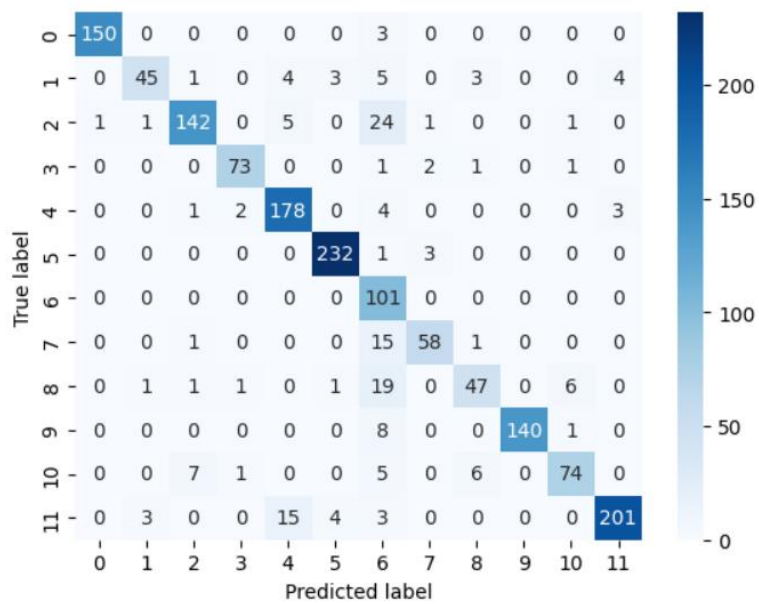 0 150 0 0 0 0 0 3 0 0 0 0 0
1 0 45 1 0 4 3 5 0 3 0 0 4
2 1 1 142 0 5 0 24 1 0 0 1 0
3 0 0 0 73 0 0 1 2 1 0 1 0
4 0 0 1 2 178 0 4 0 0 0 0 3
5 0 0 0 0 0 232 1 3 0 0 0 0
6 0 0 0 0 0 0 101 0 0 0 0 0
7 0 0 1 0 0 0 15 58 1 0 0 0
8 0 1 1 1 0 1 19 0 47 0 6 0
9 0 0 0 0 0 0 8 0 0 140 1 0
10 0 0 7 1 0 0 5 0 6 0 74 0
11 0 3 0 0 15 4 3 0 0 0 0 201
0 1 2 3 4 5 6 7 8 9 10 11
Predicted label
True label
200
150
100
50
0